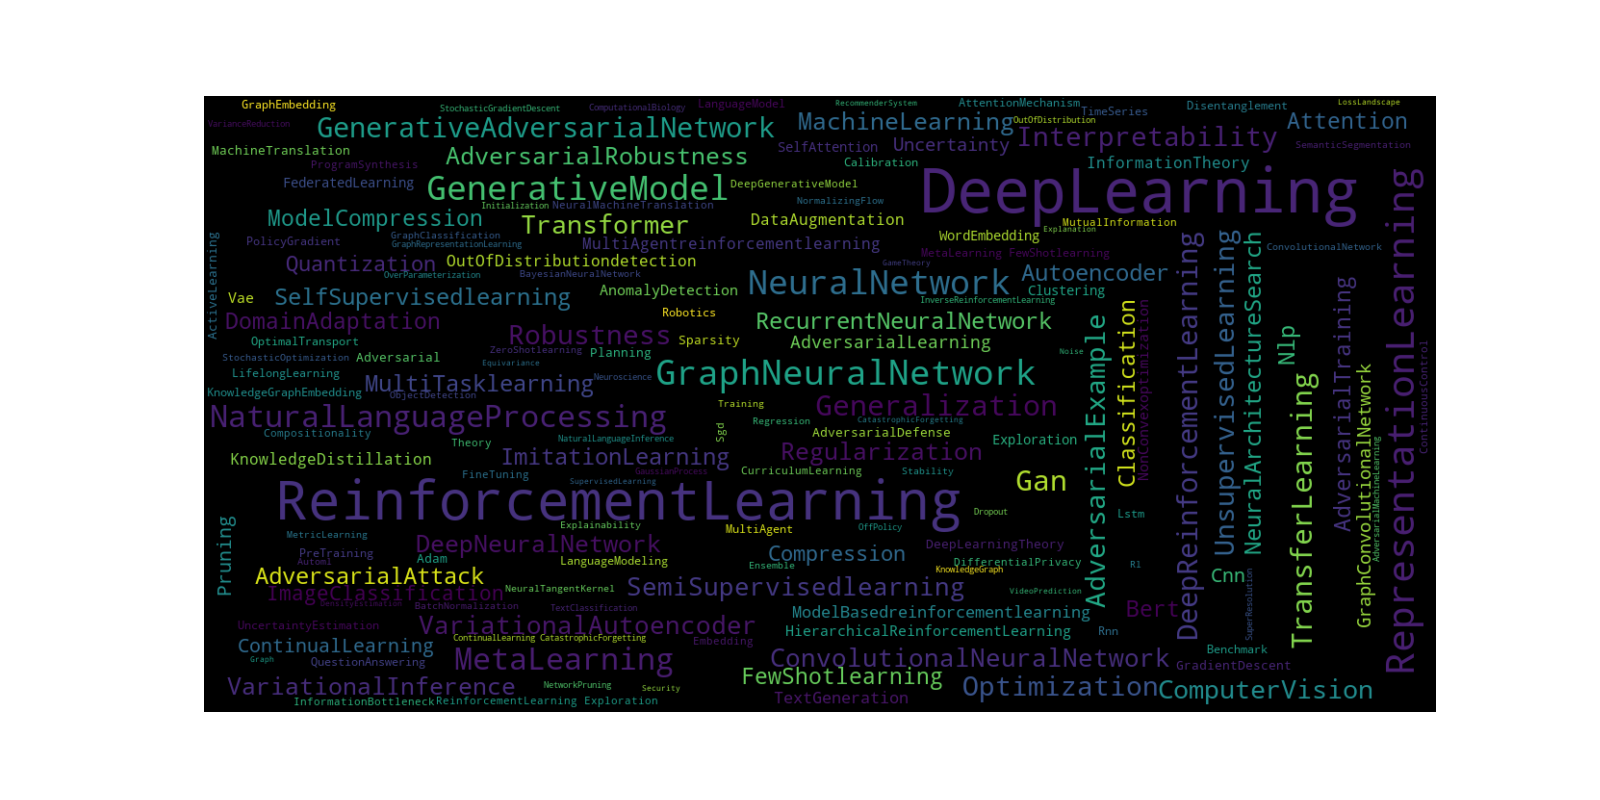 GraphEmbedding
StochasticGradientDescent
ComputationalBiology
LanguageModel
RecommenderSystem
AttentionMechanism
TimeSeries
Disentanglement
LossLandscape
VarianceReduction
GenerativeAdversarialNetwork
MachineLearning
OutOfDistribution
Interpretability
Attention
MachineTranslation
ProgramSynthesis
AdversarialRobustness
SelfAttention
Uncertainty
SemanticSegmentation
Calibration
InformationTheory
FederatedLearning
GenerativeModel
DeepGenerativeModel
DeepLearning
RepresentationLearning
Initialization
NeuralMachineTranslation
NormalizingFlow
ModelCompression
Transformer
DataAugmentation
MutualInformation
Explanation
PolicyGradient
GraphClassification
GraphRepresentationLearning
MultiAgentreinforcementlearning
WordEmbedding
ConvolutionalNetwork
ActiveLearning
Quantization
OutOfDistributiondetection
MetaLearning FewShotlearning
GameTheory
OverParameterization
BayesianNeuralNetwork
NeuralNetwork
Autoencoder
Vae
SelfSupervisedlearning
AnomalyDetection
Clustering
InverseReinforcementLearning
DomainAdaptation
Robustness
Robotics
RecurrentNeuralNetwork
OptimalTransport
Sparsity
AdversarialLearning
StochasticOptimization
Adversarial
ZeroShotlearning
Planning
Noise
LifelongLearning
Equivariance
GraphNeuralNetwork
KnowledgeGraphEmbedding
MultiTasklearning
Neuroscience
ObjectDetection
NaturalLanguageProcessing
Training
Generalization
Compositionality
Theory
NaturalLanguageInference
Sgd
Regression
CatastrophicForgetting
AdversarialDefense
Exploration
KnowledgeDistillation
ImitationLearning
Regularization
FineTuning
GaussianProcess
CurriculumLearning
Stability
SupervisedLearning
Gan
ReinforcementLearning
Dropout
AdversarialExample
Classification
NonConvexoptimization
DeepReinforcementLearning
UnsupervisedLearning
NeuralArchitectureSearch
Nlp
TransferLearning
AdversarialTraining
GraphConvolutionalNetwork
AdversarialMachineLearning
ContinuousControl
Pruning
MetricLearning
Explainability
MultiAgent
OffPolicy
Lstm
PreTraining
DeepNeuralNetwork
Compression
DeepLearningTheory
Automl
Adam
LanguageModeling
Ensemble
DifferentialPrivacy
Rl
AdversarialAttack
KnowledgeGraph
Cnn
ImageClassification
NeuralTangentKernel
SemiSupervisedlearning
VideoPrediction
SuperResolution
DensityEstimation
BatchNormalization
TextClassification
ModelBasedreinforcementlearning
Bert
UncertaintyEstimation
VariationalAutoencoder
HierarchicalReinforcementLearning
Rnn
ContinualLearning
ContinualLearning CatastrophicForgetting
Embedding
Benchmark
Graph
QuestionAnswering
MetaLearning
ConvolutionalNeuralNetwork
GradientDescent
VariationalInference
NetworkPruning
Security
FewShotlearning
Optimization
ComputerVision
InformationBottleneck
ReinforcementLearning Exploration
TextGeneration